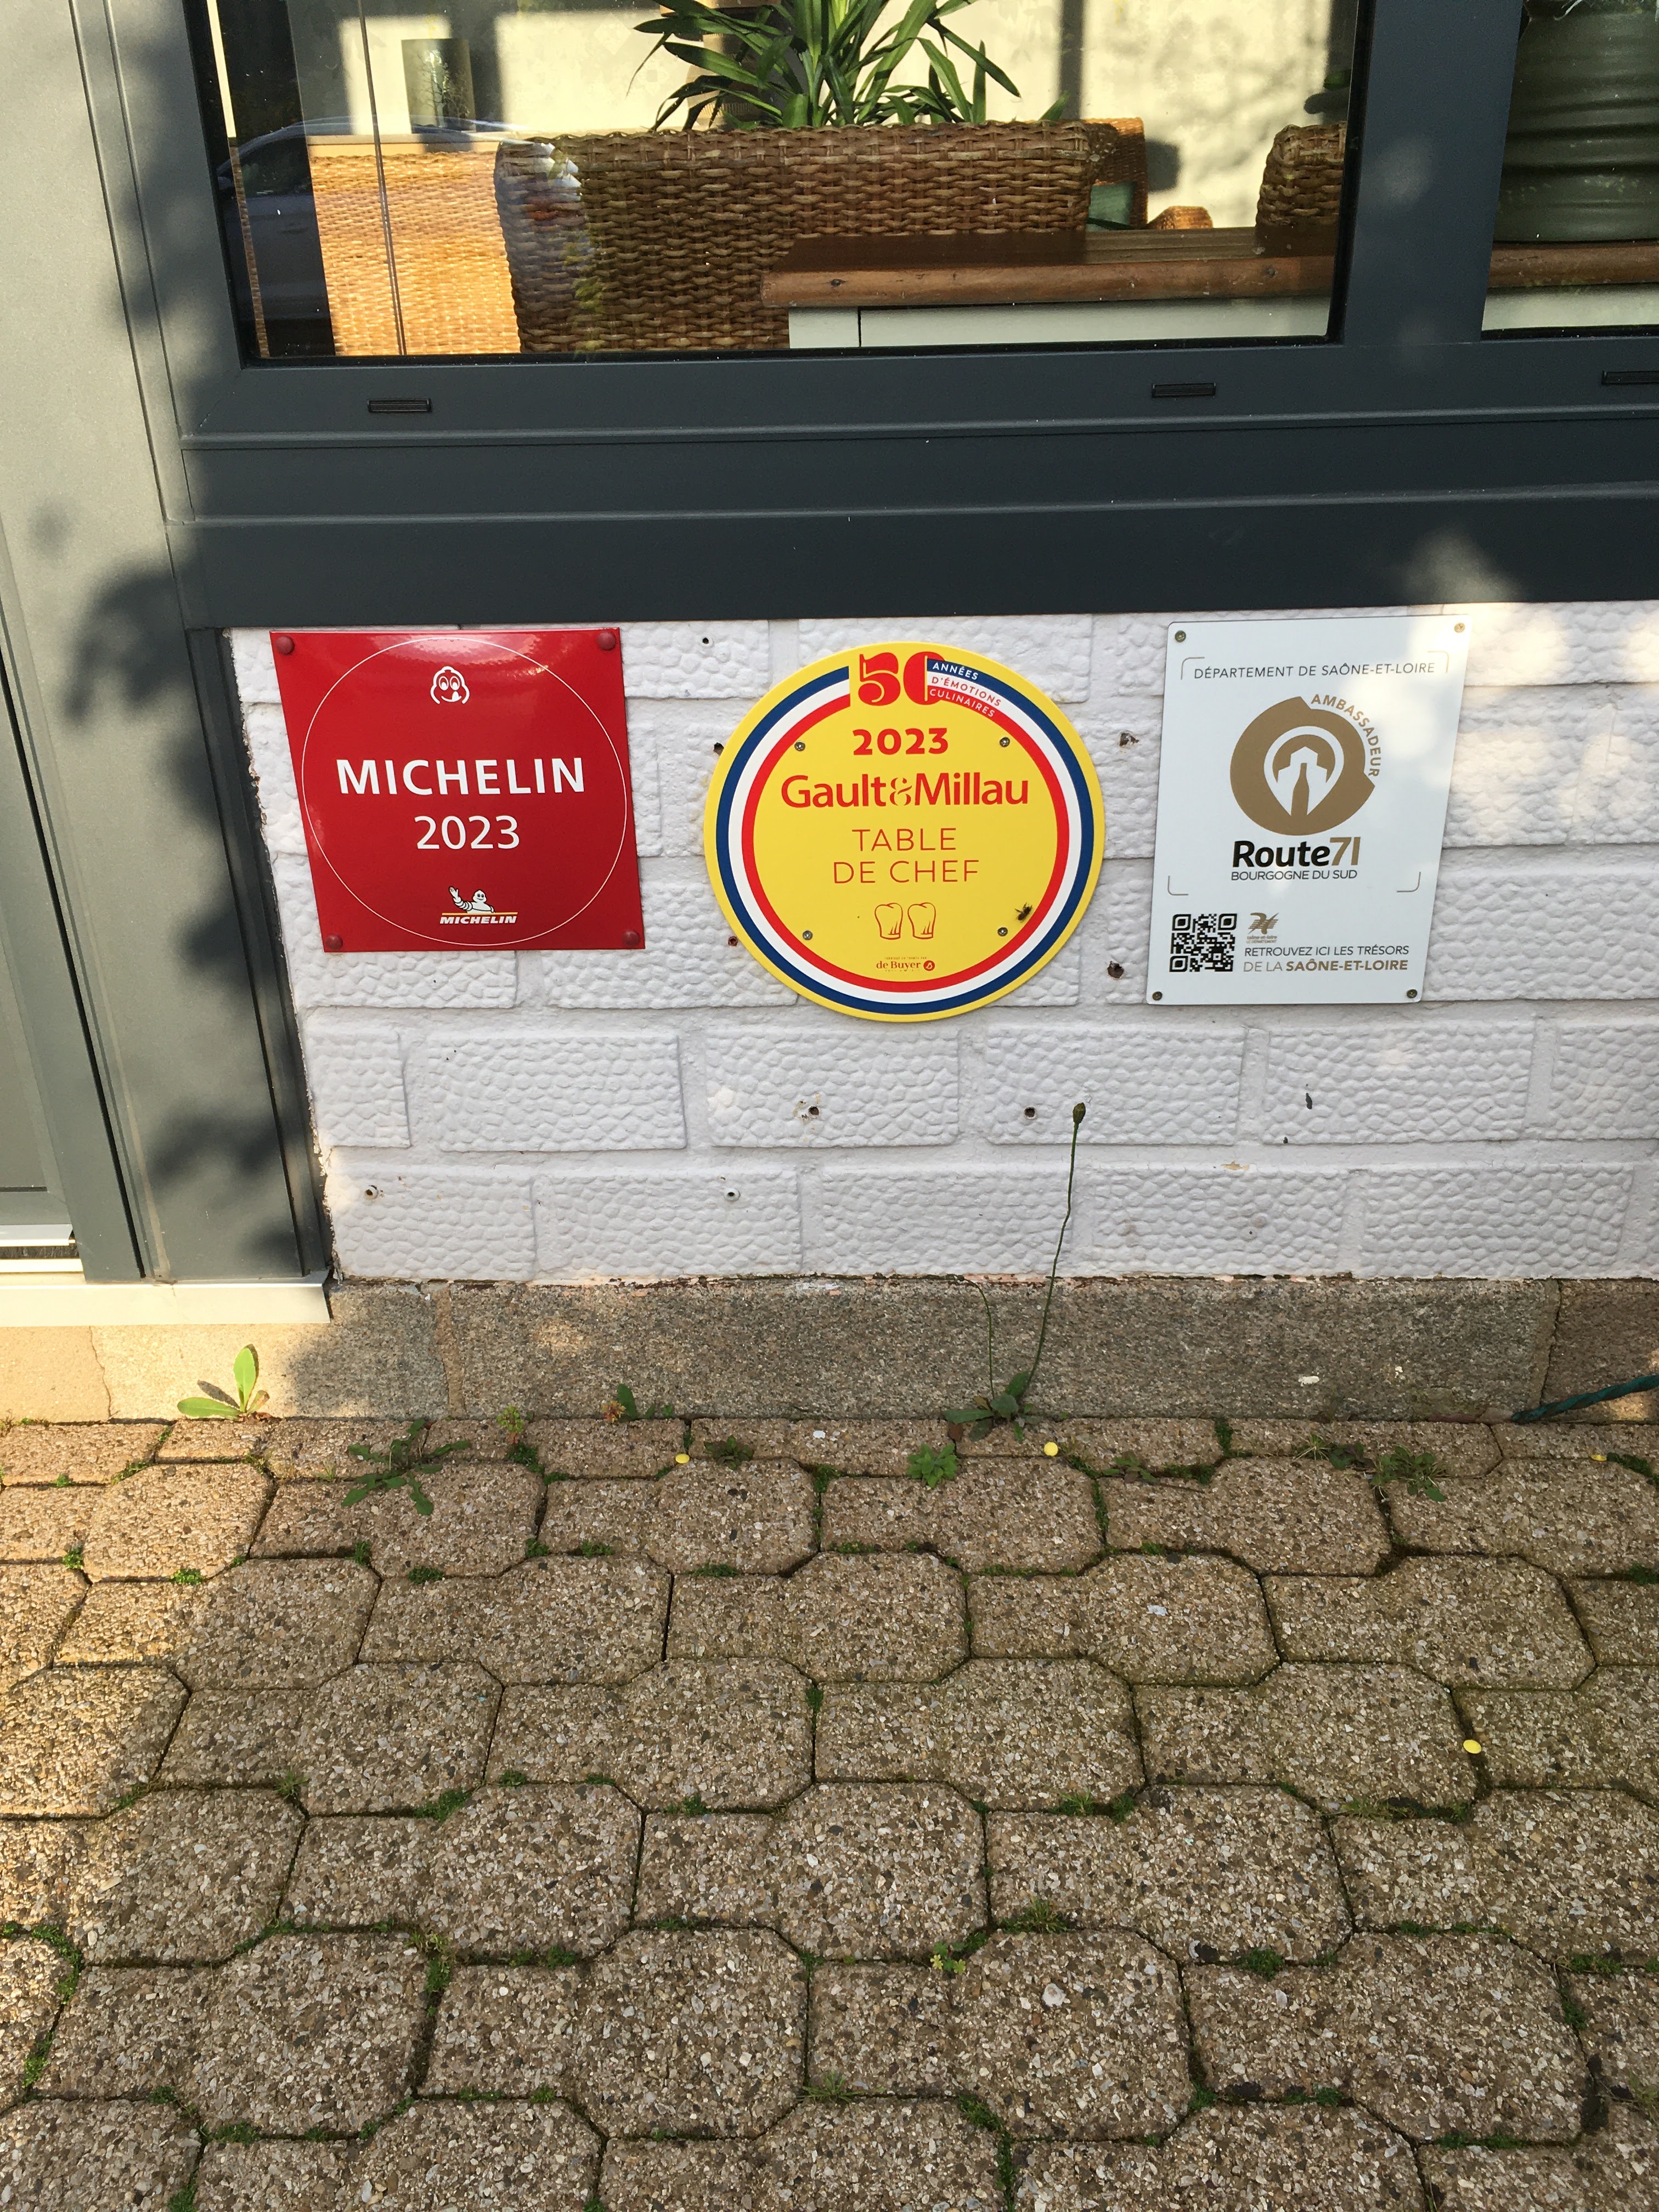 MICHELIN
2023
MICHELIN
50 ANNÉES
D'ÉMOTIONS
CULINAIRES
2023
Gault&Millau
TABLE
DE CHEF
de Buyer
DÉPARTEMENT DE SAÔNE-ET-LOIRE
AMBASSADEUR
Route71
BOURGOGNE DU SUD
RETROUVEZ ICI LES TRÉSORS
DE LA SAÔNE-ET-LOIRE